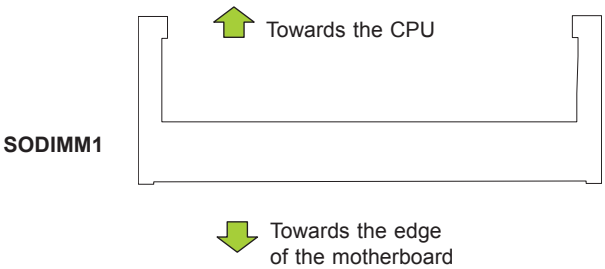 Towards the CPU
SODIMM1
Towards the edge
of the motherboard